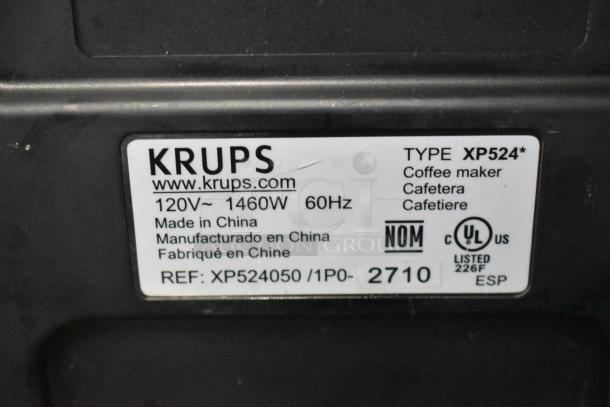 KRUPS
www.krups.com
120V~ 1460W 60Hz
Made in China
Manufacturado en China
Fabriqué en Chine
REF: XP524050 /1P0- 2710
TYPE XP524*
Coffee maker
Cafetera
Cafetiere
NOM
C UL US
LISTED
226F
ESP